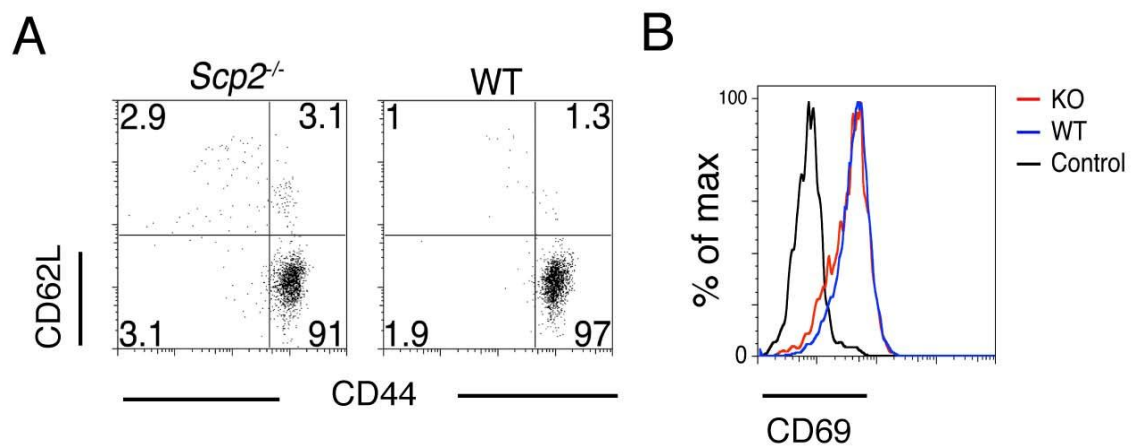 A
B
Scp2-/-
WT
2.9
3.1
1
1.3
3.1
91
1.9
97
CD62L
CD44
100
0
% of max
CD69
KO
WT
Control